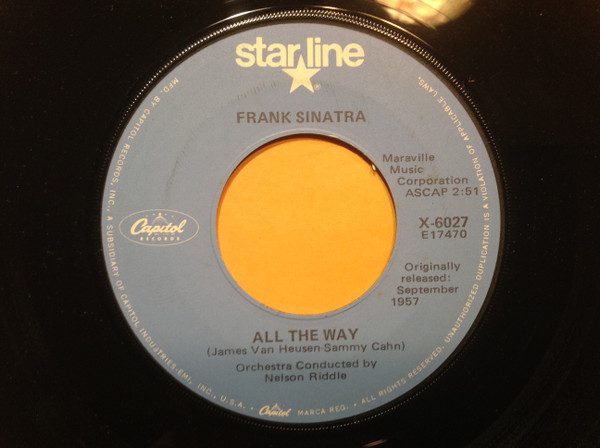 starline
®
FRANK SINATRA
Maraville
Music
Corporation
ASCAP 2:51
Capitol
RECORDS
X-6027
E17470
Originally
released:
September
1957
ALL THE WAY
(James Van Heusen-Sammy Cahn)
Orchestra Conducted by
Nelson Riddle
MFD. BY CAPITOL RECORDS, INC., A SUBSIDIARY OF CAPITOL INDUSTRIES-EMI, INC., U.S.A. • Capitol MARCA REG. • ALL RIGHTS RESERVED. UNAUTHORIZED DUPLICATION IS A VIOLATION OF APPLICABLE LAWS.